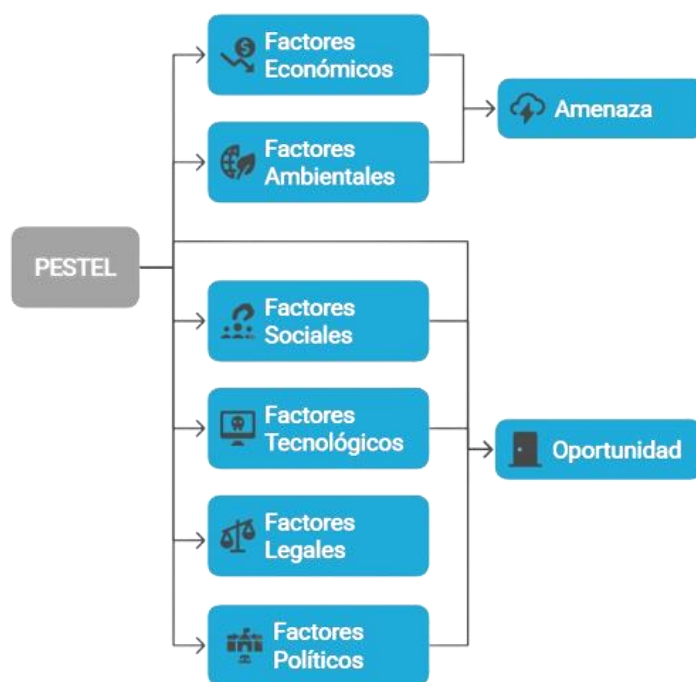 Factores
Económicos
Amenaza
Factores
Ambientales
PESTEL
Factores
Sociales
Factores
Tecnológicos
Oportunidad
Factores
Legales
Factores
Políticos